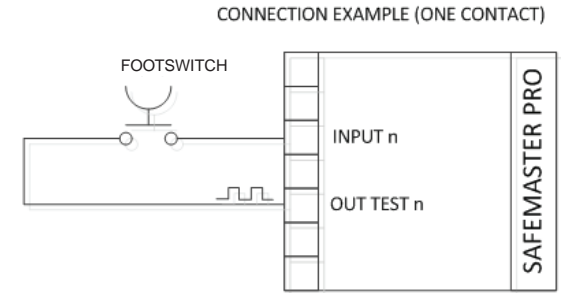 CONNECTION EXAMPLE (ONE CONTACT)
FOOTSWITCH
INPUT n
OUT TEST n
SAFEMASTER PRO